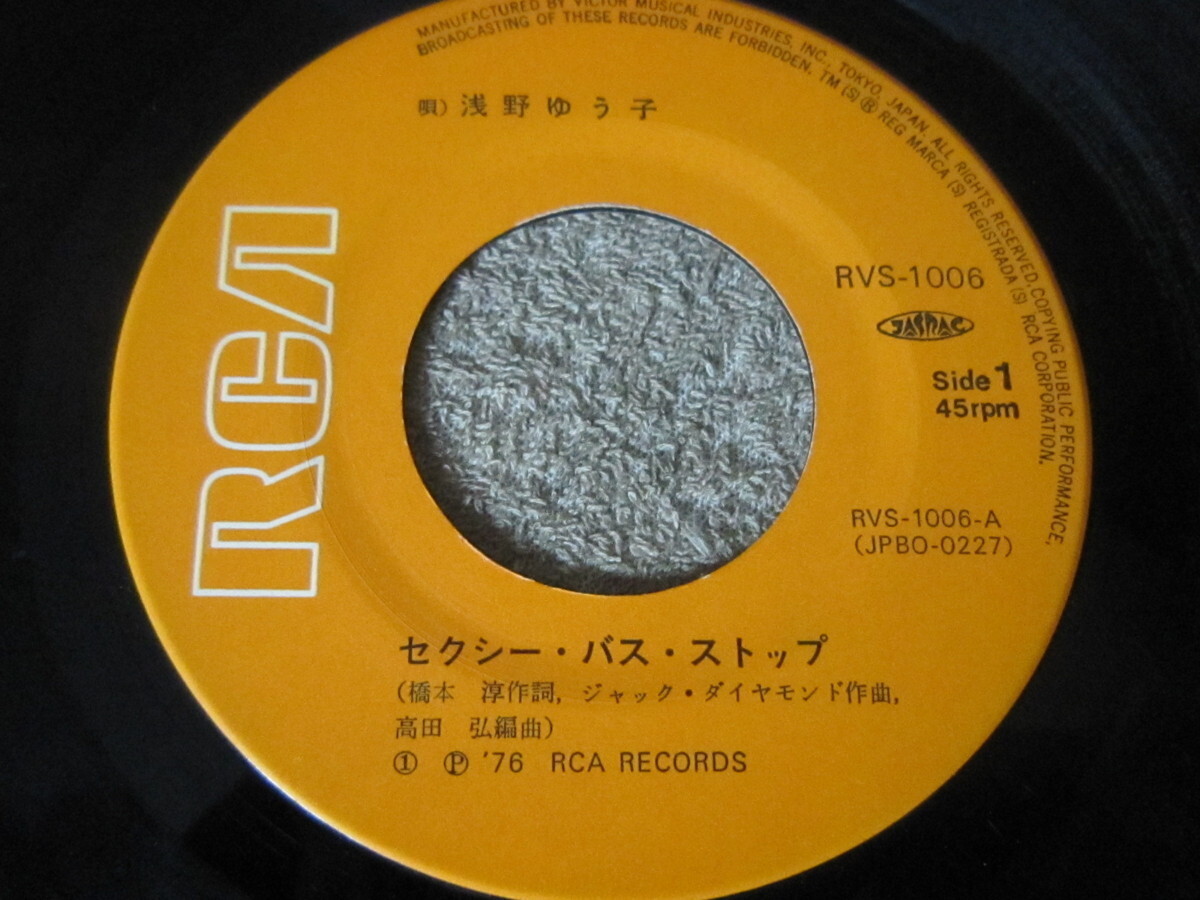 MANUFACTURED BY VICTOR MUSICAL INDUSTRIES, INC., TOKYO, JAPAN. ALL RIGHTS RESERVED, COPYING PUBLIC PERFORMANCE,
BROADCASTING OF THESE RECORDS ARE FORBIDDEN. TM (S) ® REG MARCA (S) REGISTRADA (S) RCA CORPORATION.
唄) 浅野ゆう子
RCA
RVS-1006
JASRAC
Side 1
45rpm
RVS-1006-A
(JPBO-0227)
セクシー・バス・ストップ
(橋本 淳作詞, ジャック・ダイヤモンド作曲,
高田 弘編曲)
① Ⓟ '76 RCA RECORDS